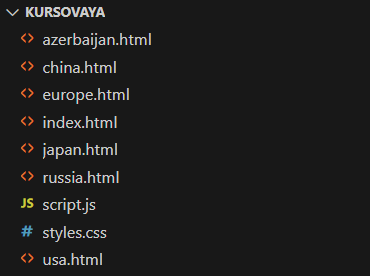 KURSOVAYA
<> azerbaijan.html
<> china.html
<> europe.html
<> index.html
<> japan.html
<> russia.html
JS script.js
# styles.css
<> usa.html